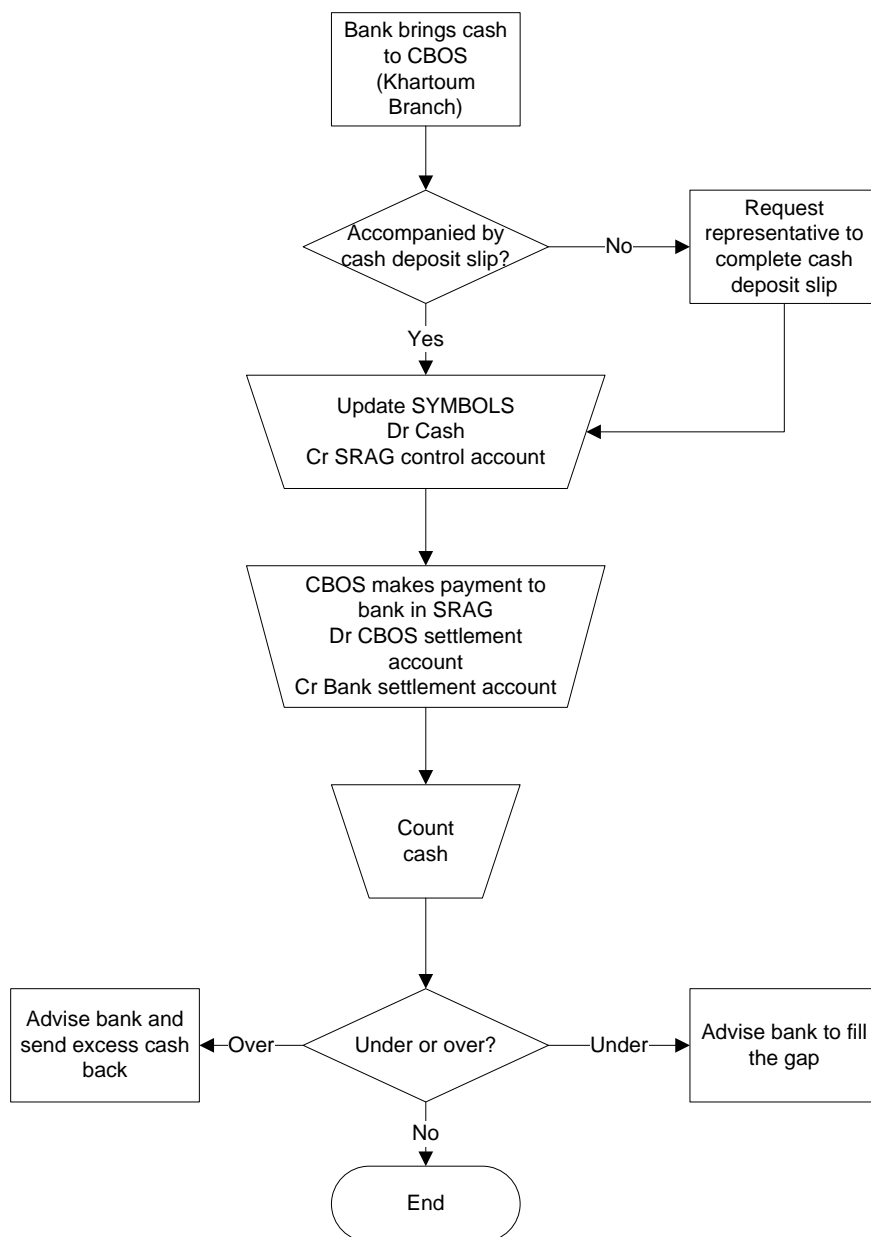 Bank brings cash
to CBOS
(Khartoum
Branch)
Accompanied by
cash deposit slip?
No
Request
representative to
complete cash
deposit slip
Yes
Update SYMBOLS
Dr Cash
Cr SRAG control account
CBOS makes payment to
bank in SRAG
Dr CBOS settlement
account
Cr Bank settlement account
Count
cash
Advise bank and
send excess cash
back
Over
Under or over?
Under
Advise bank to fill
the gap
No
End